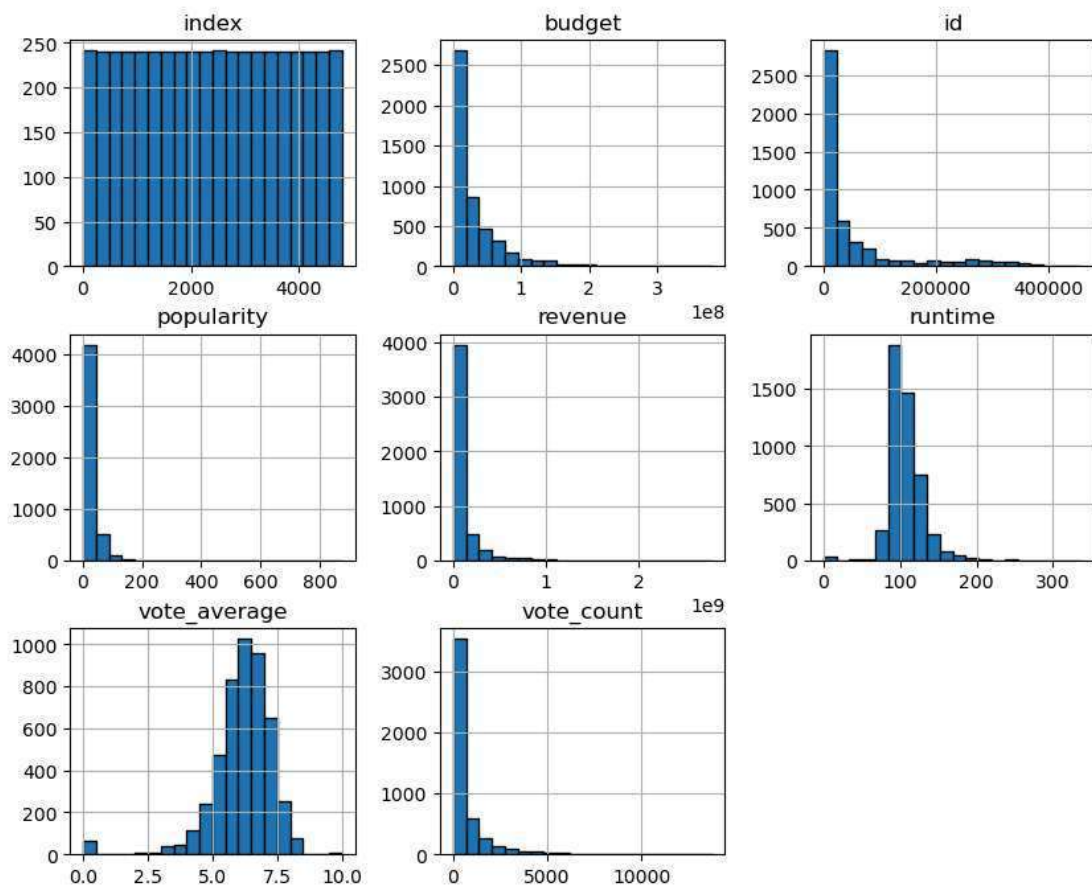 index
250
200
150
100
50
0
0 2000 4000
budget
2500
2000
1500
1000
500
0
0 1 2 3
1e8
id
2500
2000
1500
1000
500
0
0 200000 400000
popularity
4000
3000
2000
1000
0
0 200 400 600 800
revenue
4000
3000
2000
1000
0
0 1 2
1e9
runtime
1500
1000
500
0
0 100 200 300
vote_average
1000
800
600
400
200
0
0.0 2.5 5.0 7.5 10.0
vote_count
3000
2000
1000
0
0 5000 10000